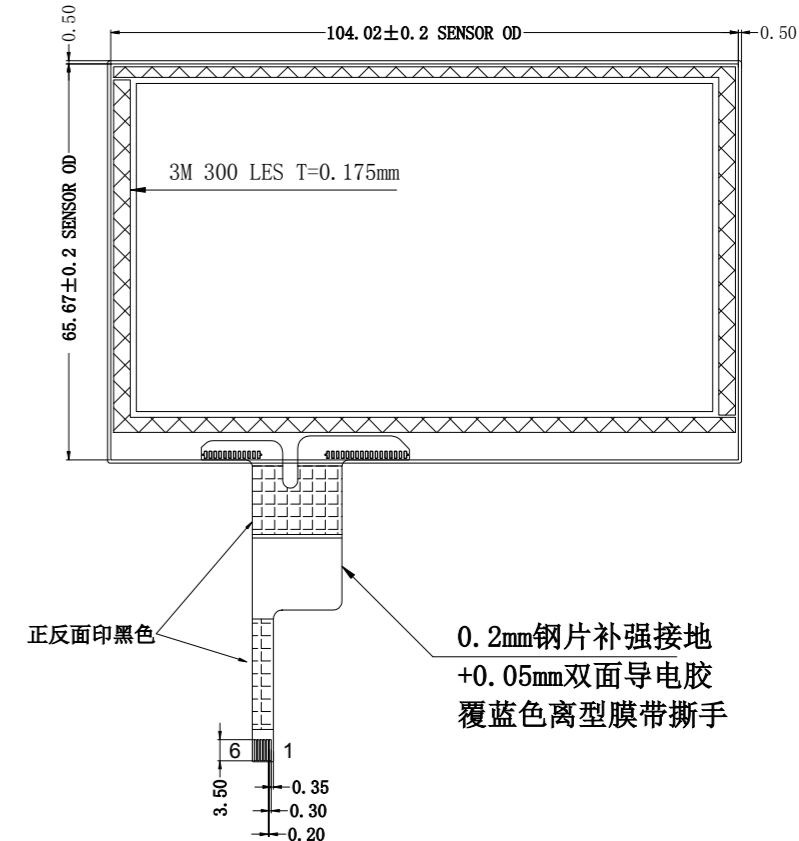 0.50
104.02±0.2 SENSOR OD
0.50
65.67±0.2 SENSOR OD
3M 300 LES T=0.175mm
正反面印黑色
0.2mm钢片补强接地
+0.05mm双面导电胶
覆蓝色离型膜带撕手
6 1
3.50
0.35
0.30
0.20